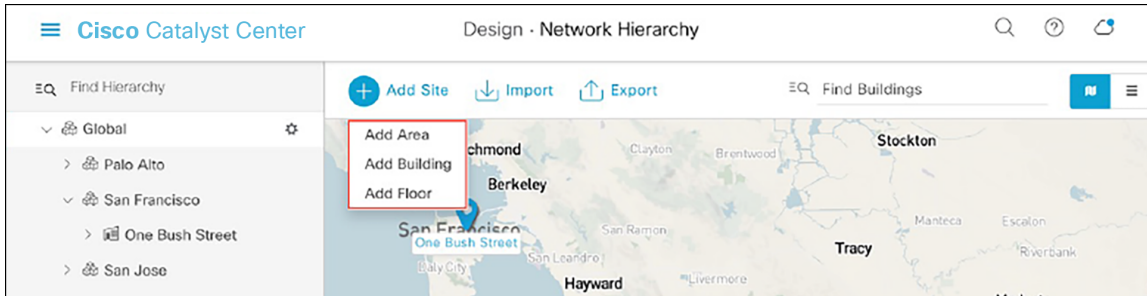 Cisco Catalyst Center
Design · Network Hierarchy
Find Hierarchy
Add Site
Import
Export
Find Buildings
Global
Palo Alto
San Francisco
One Bush Street
San Jose
Add Area
Add Building
Add Floor
chmond
Clayton
Brentwood
Stockton
Berkeley
San Francisco
One Bush Street
San Ramon
Manteca
Escalon
Tracy
Riverbank
Daly City
San Leandro
Hayward
Livermore